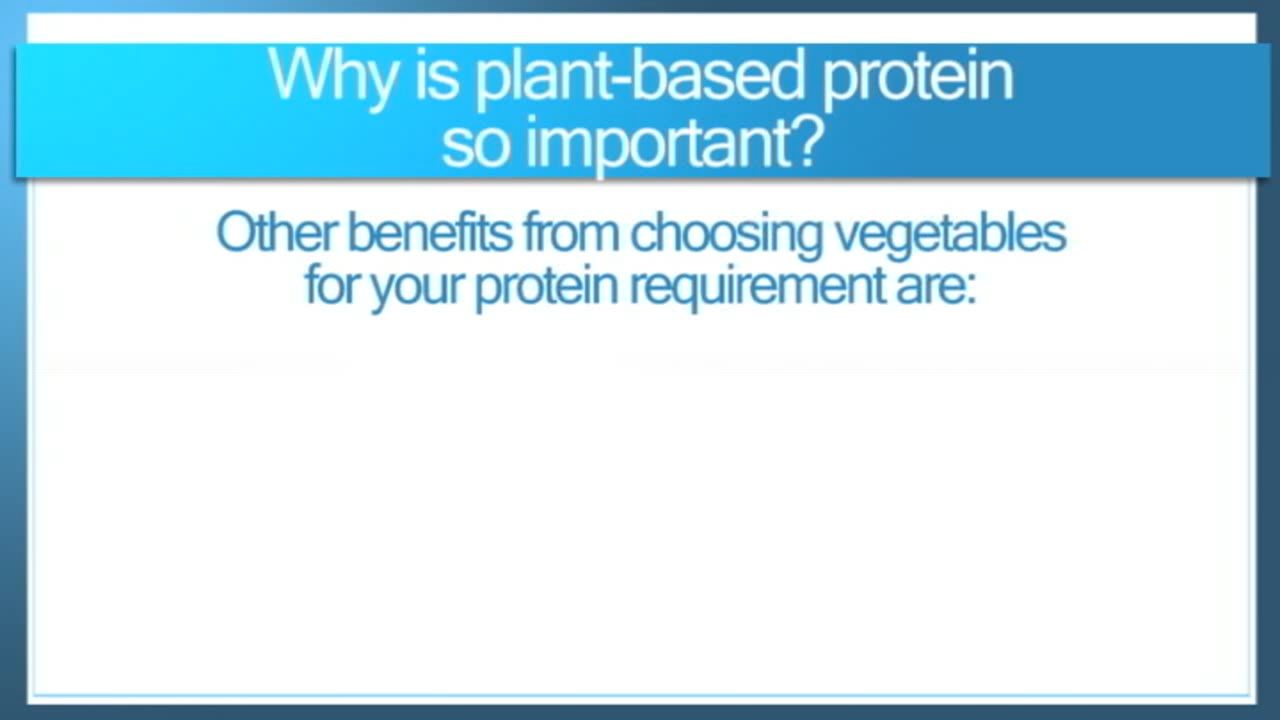 Why is plant-based protein
so important?
Other benefits from choosing vegetables
for your protein requirement are: